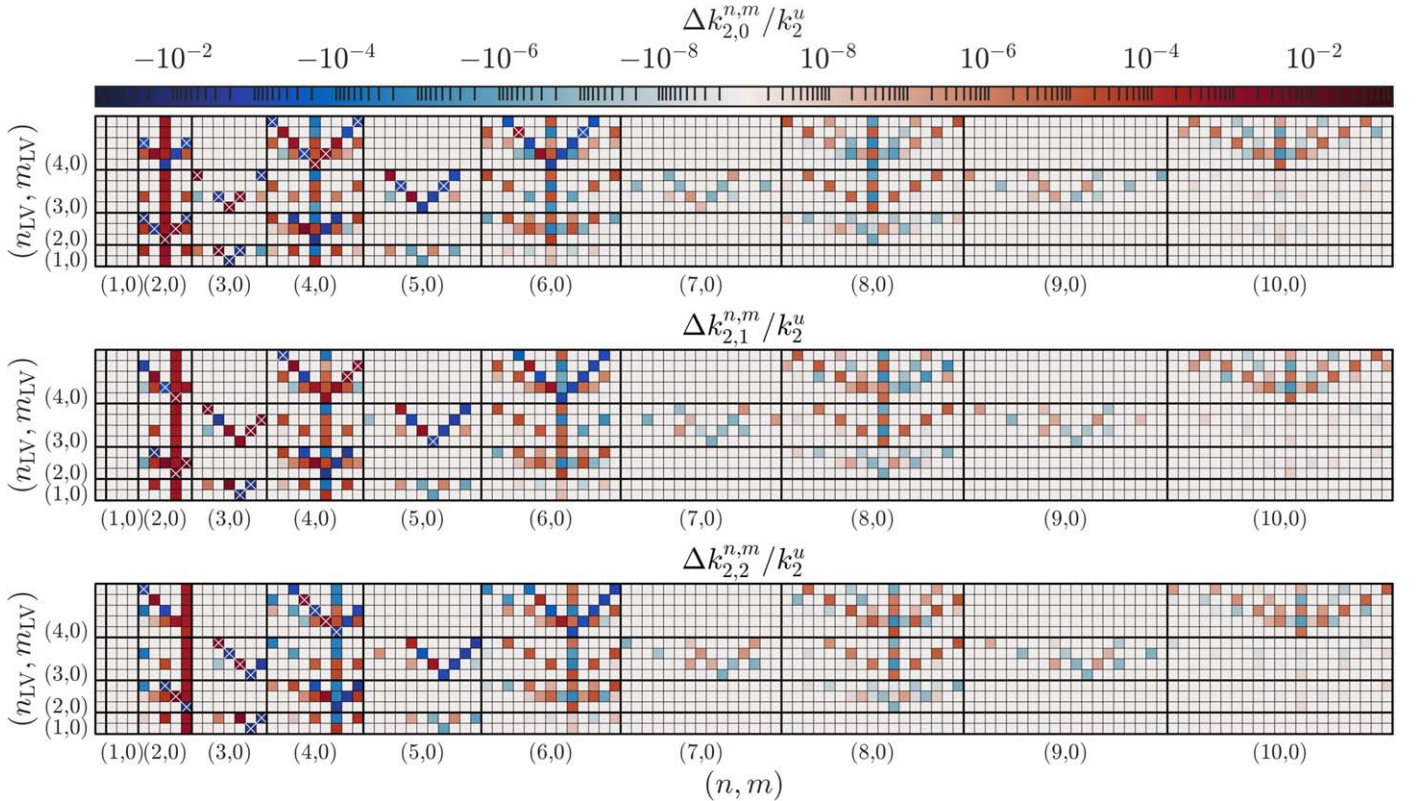 Δk_{2,0}^{n,m}/k_2^u
−10^{−2} −10^{−4} −10^{−6} −10^{−8} 10^{−8} 10^{−6} 10^{−4} 10^{−2}
(n_{LV}, m_{LV})
(4,0)
(3,0)
(2,0)
(1,0)
(1,0) (2,0) (3,0) (4,0) (5,0) (6,0) (7,0) (8,0) (9,0) (10,0)
Δk_{2,1}^{n,m}/k_2^u
(n_{LV}, m_{LV})
(4,0)
(3,0)
(2,0)
(1,0)
(1,0) (2,0) (3,0) (4,0) (5,0) (6,0) (7,0) (8,0) (9,0) (10,0)
Δk_{2,2}^{n,m}/k_2^u
(n_{LV}, m_{LV})
(4,0)
(3,0)
(2,0)
(1,0)
(1,0) (2,0) (3,0) (4,0) (5,0) (6,0) (7,0) (8,0) (9,0) (10,0)
(n, m)